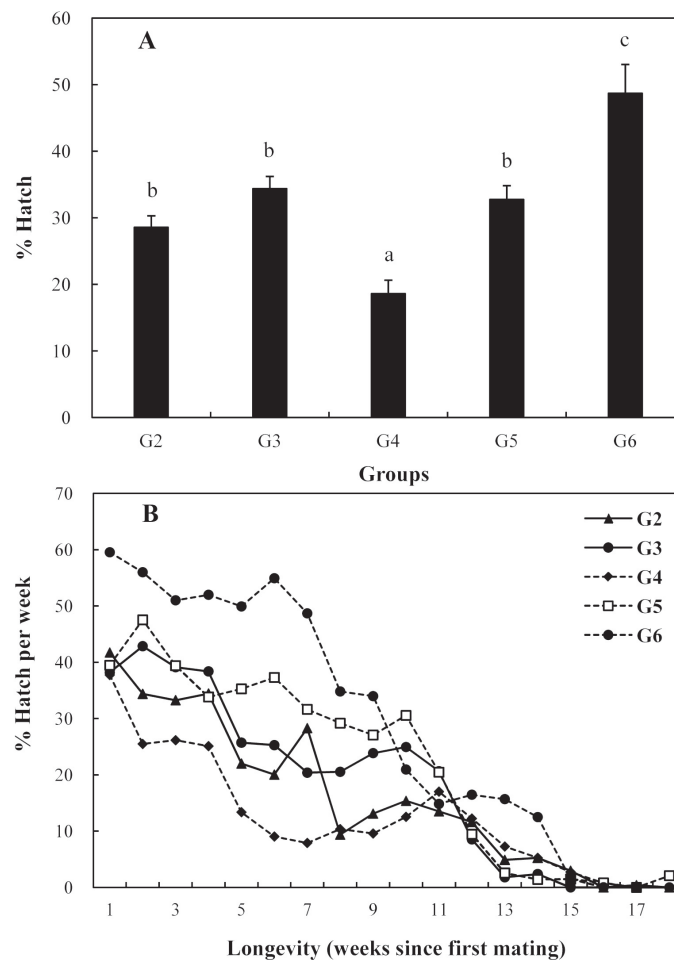 60
A
c
50
b
40
b
b
% Hatch
30
a
20
10
0
G2 G3 G4 G5 G6
Groups
70
B
G2
60
G3
G4
50
G5
G6
40
% Hatch per week
30
20
10
0
1 3 5 7 9 11 13 15 17
Longevity (weeks since first mating)